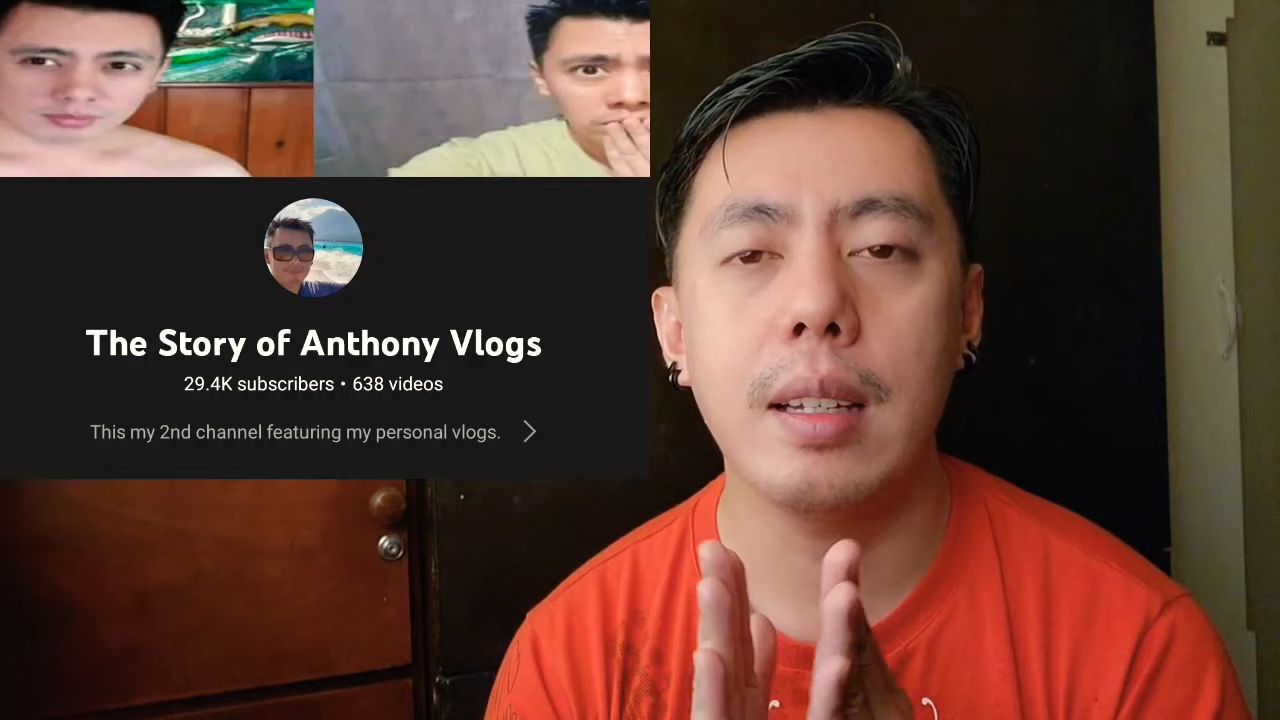 The Story of Anthony Vlogs
29.4K subscribers • 638 videos
This my 2nd channel featuring my personal vlogs.